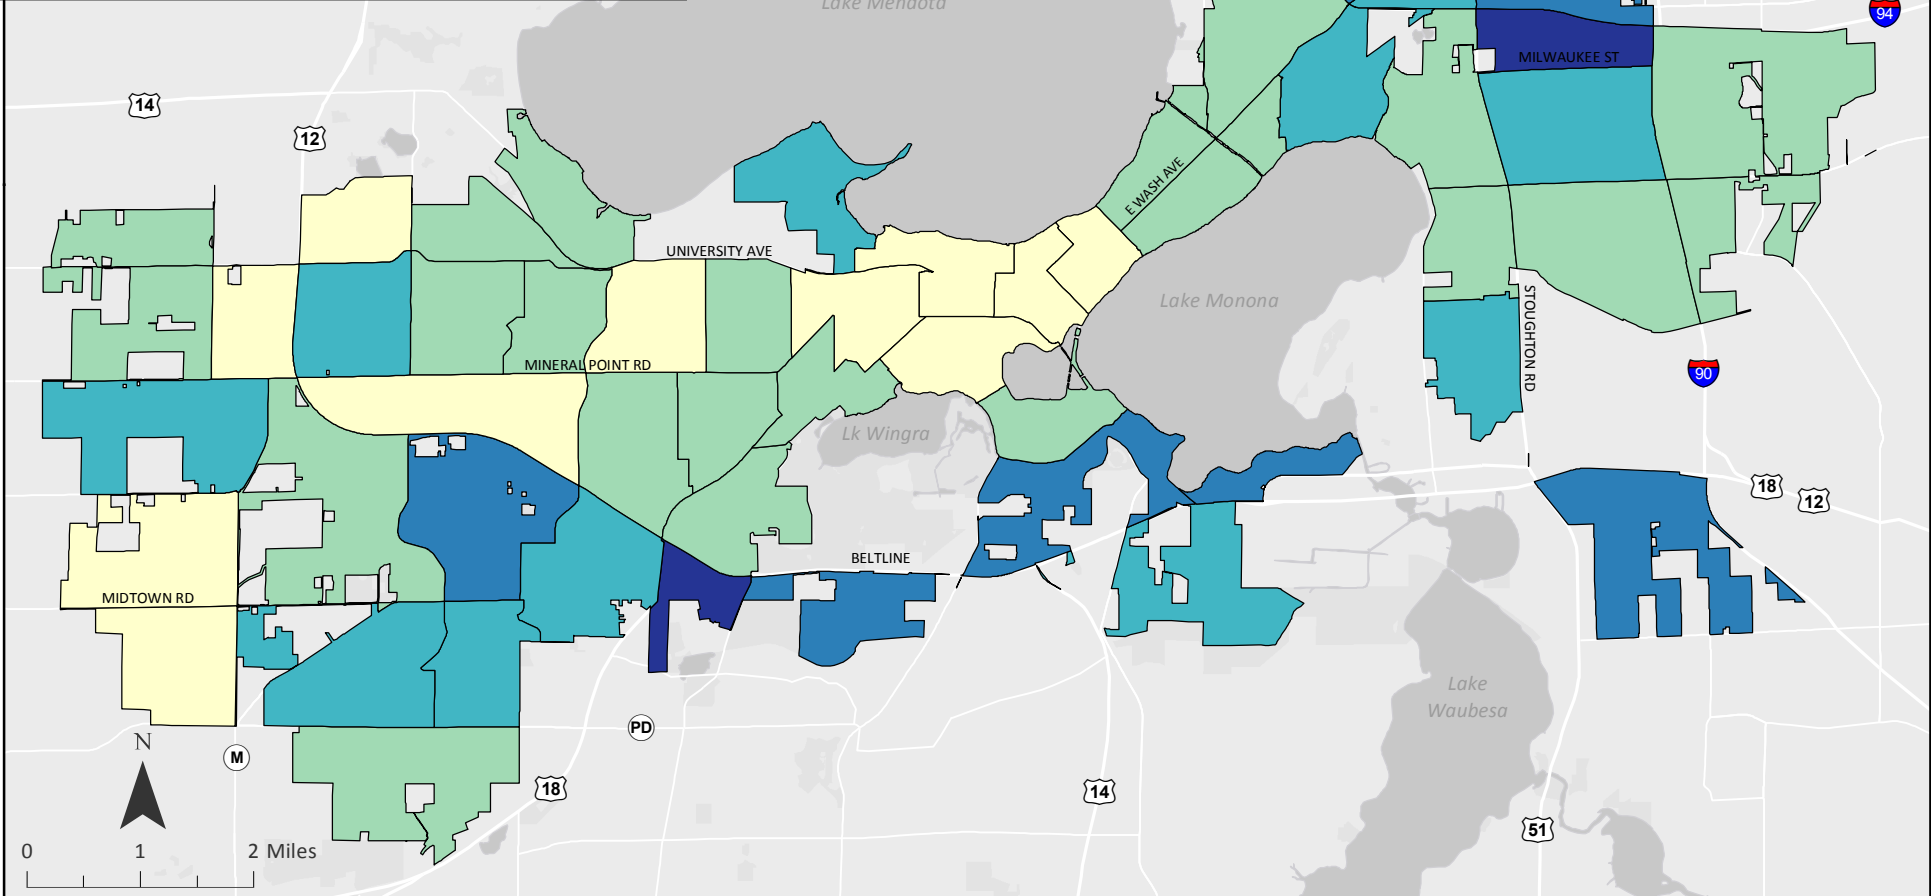 Lake Mendota
94
MILWAUKEE ST
14
12
E WASH AVE
UNIVERSITY AVE
Lake Monona
STOUGHTON RD
MINERAL POINT RD
90
Lk Wingra
18
12
BELTLINE
MIDTOWN RD
Lake
Waubesa
PD
N
M
18
14
51
0 1 2 Miles